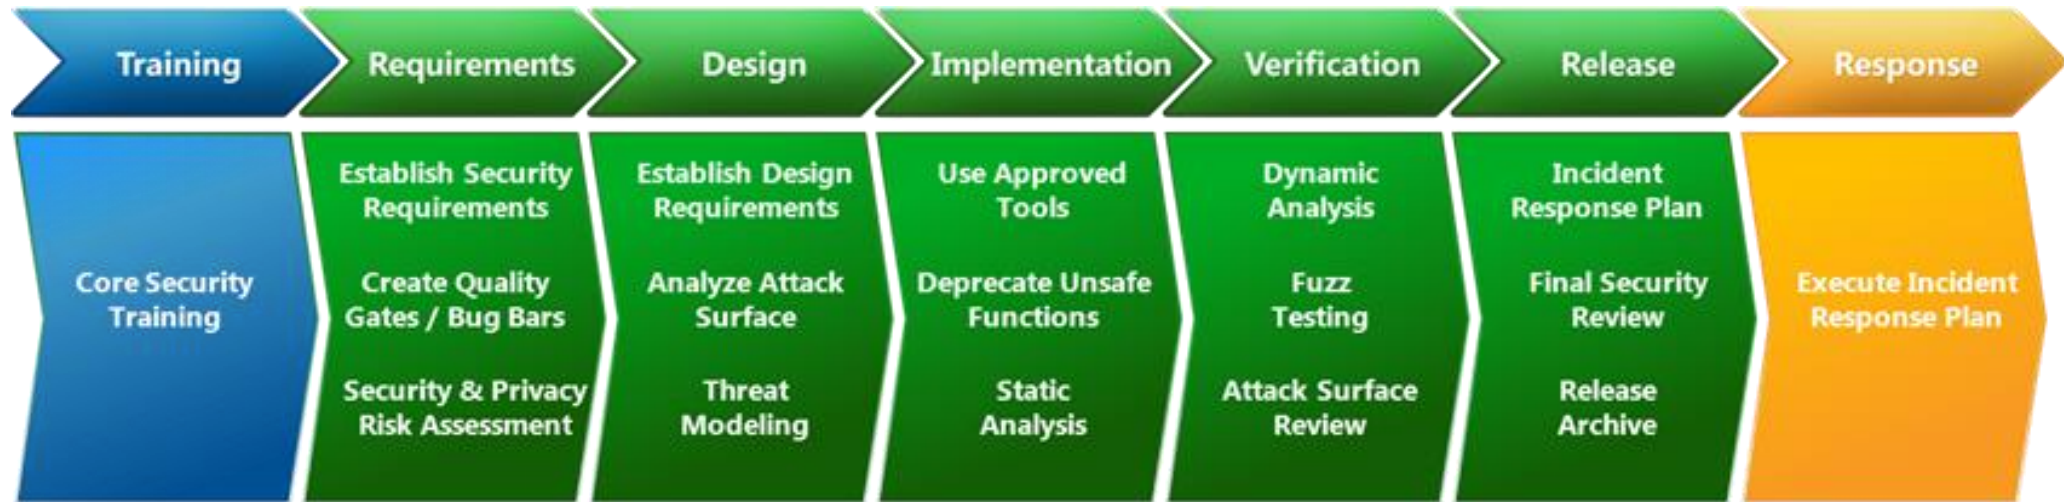 Training
Requirements
Design
Implementation
Verification
Release
Response
Core Security
Training
Establish Security
Requirements
Create Quality
Gates / Bug Bars
Security & Privacy
Risk Assessment
Establish Design
Requirements
Analyze Attack
Surface
Threat
Modeling
Use Approved
Tools
Deprecate Unsafe
Functions
Static
Analysis
Dynamic
Analysis
Fuzz
Testing
Attack Surface
Review
Incident
Response Plan
Final Security
Review
Release
Archive
Execute Incident
Response Plan